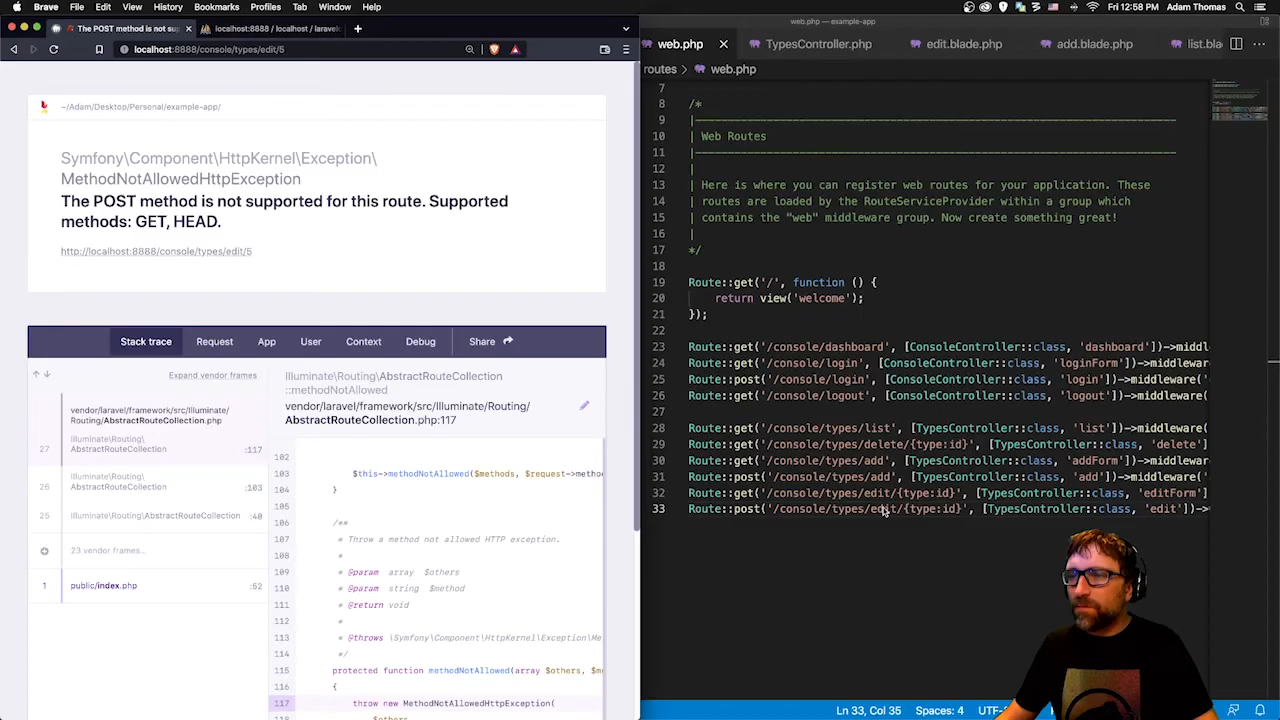 Brave File Edit View History Bookmarks Profiles Tab Window Help
Fri 12:58 PM Adam Thomas
The POST method is not sup
localhost:8888 / localhost / larave
localhost:8888/console/types/edit/5
~/Adam/Desktop/Personal/example-app/
Symfony\Component\HttpKernel\Exception\
MethodNotAllowedHttpException
The POST method is not supported for this route. Supported
methods: GET, HEAD.
http://localhost:8888/console/types/edit/5
Stack trace Request App User Context Debug Share
Expand vendor frames
vendor/laravel/framework/src/Illuminate/
Routing/AbstractRouteCollection.php
27 Illuminate\Routing\
AbstractRouteCollection :117
26 Illuminate\Routing\
AbstractRouteCollection :103
25 Illuminate\Routing\AbstractRouteCollection :40
23 vendor frames…
1 public/index.php :52
Illuminate\Routing\AbstractRouteCollection
::methodNotAllowed
vendor/laravel/framework/src/Illuminate/Routing/
AbstractRouteCollection.php:117
102
103 $this->methodNotAllowed($methods, $request->metho
104 }
105
106 /**
107 * Throw a method not allowed HTTP exception.
108 *
109 * @param array $others
110 * @param string $method
111 * @return void
112 *
113 * @throws \Symfony\Component\HttpKernel\Exception\Me
114 */
115 protected function methodNotAllowed(array $others, $m
116 {
117 throw new MethodNotAllowedHttpException(
118 $others
web.php - example-app
web.php TypesController.php edit.blade.php add.blade.php list.bla
routes > web.php
7
8 /*
9 |--------------------------------------------------------------------------
10 | Web Routes
11 |--------------------------------------------------------------------------
12 |
13 | Here is where you can register web routes for your application. These
14 | routes are loaded by the RouteServiceProvider within a group which
15 | contains the "web" middleware group. Now create something great!
16 |
17 */
18
19 Route::get('/', function () {
20 return view('welcome');
21 });
22
23 Route::get('/console/dashboard', [ConsoleController::class, 'dashboard'])->middl
24 Route::get('/console/login', [ConsoleController::class, 'loginForm'])->middlewar
25 Route::post('/console/login', [ConsoleController::class, 'login'])->middleware('
26 Route::get('/console/logout', [ConsoleController::class, 'logout'])->middleware(
27
28 Route::get('/console/types/list', [TypesController::class, 'list'])->middleware(
29 Route::get('/console/types/delete/{type:id}', [TypesController::class, 'delete']
30 Route::get('/console/types/add', [TypesController::class, 'addForm'])->middlewar
31 Route::post('/console/types/add', [TypesController::class, 'add'])->middleware('
32 Route::get('/console/types/edit/{type:id}', [TypesController::class, 'editForm']
33 Route::post('/console/types/edit/{type:id}', [TypesController::class, 'edit'])->
Ln 33, Col 35 Spaces: 4 UTF-